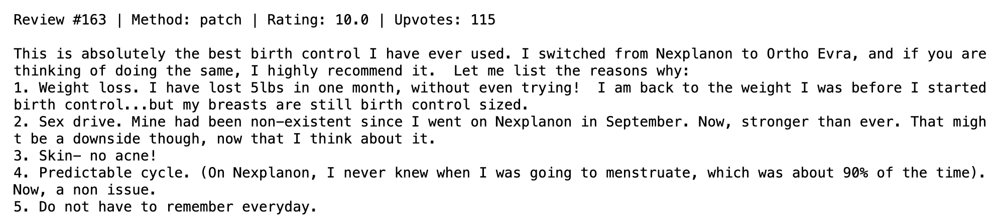 Review #163 | Method: patch | Rating: 10.0 | Upvotes: 115
This is absolutely the best birth control I have ever used. I switched from Nexplanon to Ortho Evra, and if you are
thinking of doing the same, I highly recommend it.  Let me list the reasons why:
1. Weight loss. I have lost 5lbs in one month, without even trying!  I am back to the weight I was before I started
birth control...but my breasts are still birth control sized.
2. Sex drive. Mine had been non-existent since I went on Nexplanon in September. Now, stronger than ever. That migh
t be a downside though, now that I think about it.
3. Skin- no acne!
4. Predictable cycle. (On Nexplanon, I never knew when I was going to menstruate, which was about 90% of the time).
Now, a non issue.
5. Do not have to remember everyday.